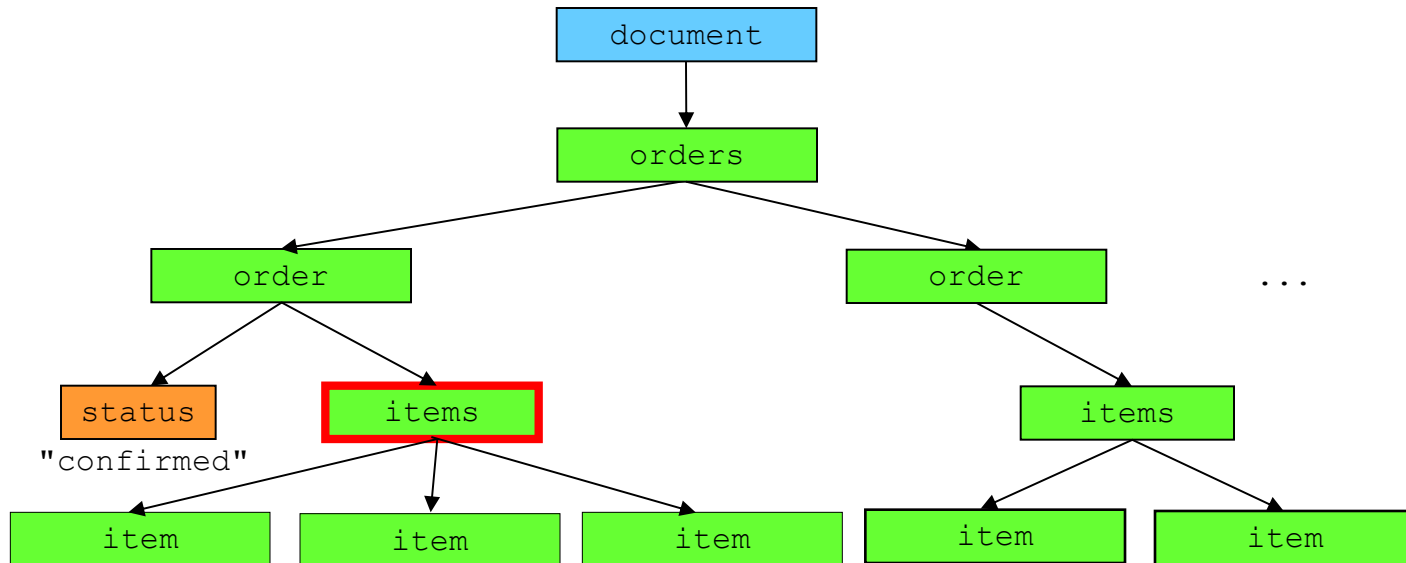 document
orders
order order ...
status items items
"confirmed"
item item item item item